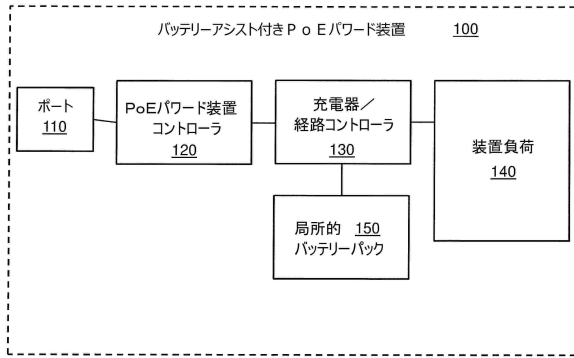 バッテリーアシスト付きＰｏＥパワード装置 100
ポート
110
PoEパワード装置
コントローラ
120
充電器／
経路コントローラ
130
装置負荷
140
局所的 150
バッテリーパック